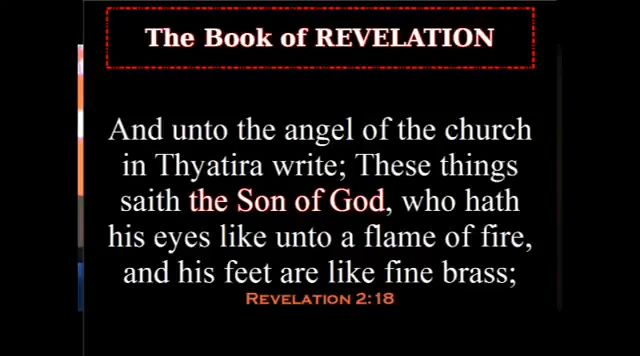 The Book of REVELATION
And unto the angel of the church
in Thyatira write; These things
saith the Son of God, who hath
his eyes like unto a flame of fire,
and his feet are like fine brass;
Revelation 2:18